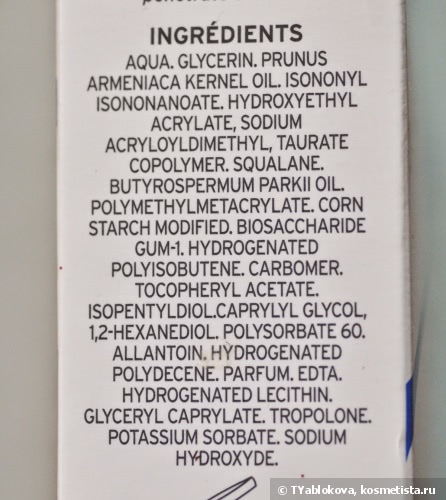 INGRÉDIENTS
AQUA. GLYCERIN. PRUNUS
ARMENIACA KERNEL OIL. ISONONYL
ISONONANOATE. HYDROXYETHYL
ACRYLATE, SODIUM
ACRYLOYLDIMETHYL, TAURATE
COPOLYMER. SQUALANE.
BUTYROSPERMUM PARKII OIL.
POLYMETHYLMETACRYLATE. CORN
STARCH MODIFIED. BIOSACCHARIDE
GUM-1. HYDROGENATED
POLYISOBUTENE. CARBOMER.
TOCOPHERYL ACETATE.
ISOPENTYLDIOL.CAPRYLYL GLYCOL,
1,2-HEXANEDIOL. POLYSORBATE 60.
ALLANTOIN. HYDROGENATED
POLYDECENE. PARFUM. EDTA.
HYDROGENATED LECITHIN.
GLYCERYL CAPRYLATE. TROPOLONE.
POTASSIUM SORBATE. SODIUM
HYDROXYDE.
© TYablokova, kosmetista.ru